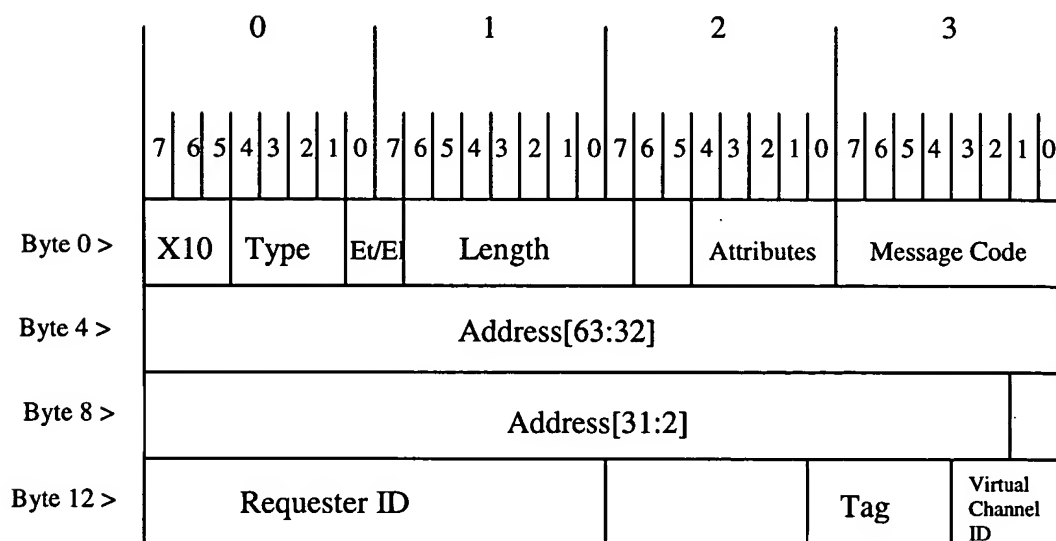 0 1 2 3
7 6 5 4 3 2 1 0 7 6 5 4 3 2 1 0 7 6 5 4 3 2 1 0 7 6 5 4 3 2 1 0
Byte 0 > X10 Type Et/El Length Attributes Message Code
Byte 4 > Address[63:32]
Byte 8 > Address[31:2]
Byte 12 > Requester ID Tag Virtual
Channel
ID